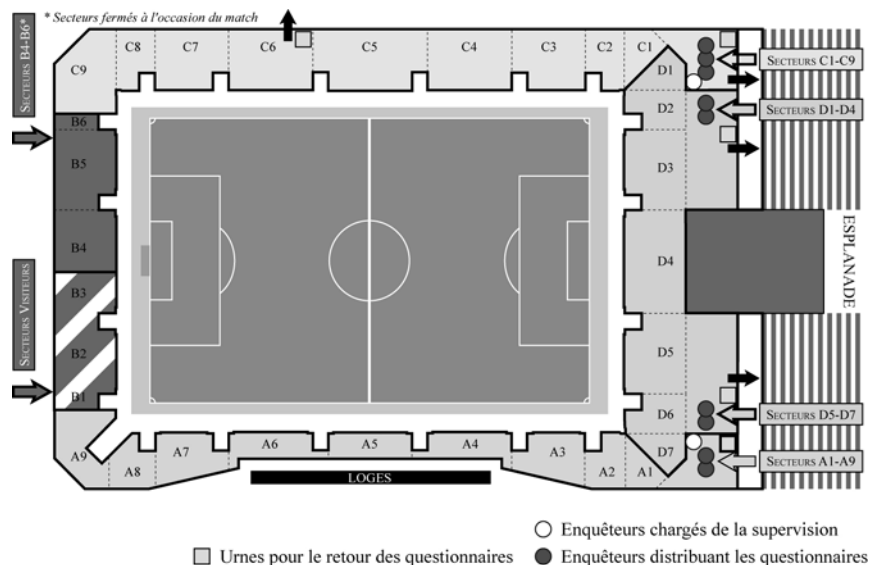 * Secteurs fermés à l'occasion du match
SECTEURS B4-B6*
C9
C8
C7
C6
C5
C4
C3
C2
C1
D1
SECTEURS C1-C9
B6
D2
SECTEURS D1-D4
B5
D3
B4
D4
ESPLANADE
SECTEURS VISITEURS
B3
B2
D5
B1
D6
SECTEURS D5-D7
A9
A8
A7
A6
A5
A4
A3
A2
A1
D7
SECTEURS A1-A9
LOGES
Enquêteurs chargés de la supervision
Urnes pour le retour des questionnaires
Enquêteurs distribuant les questionnaires